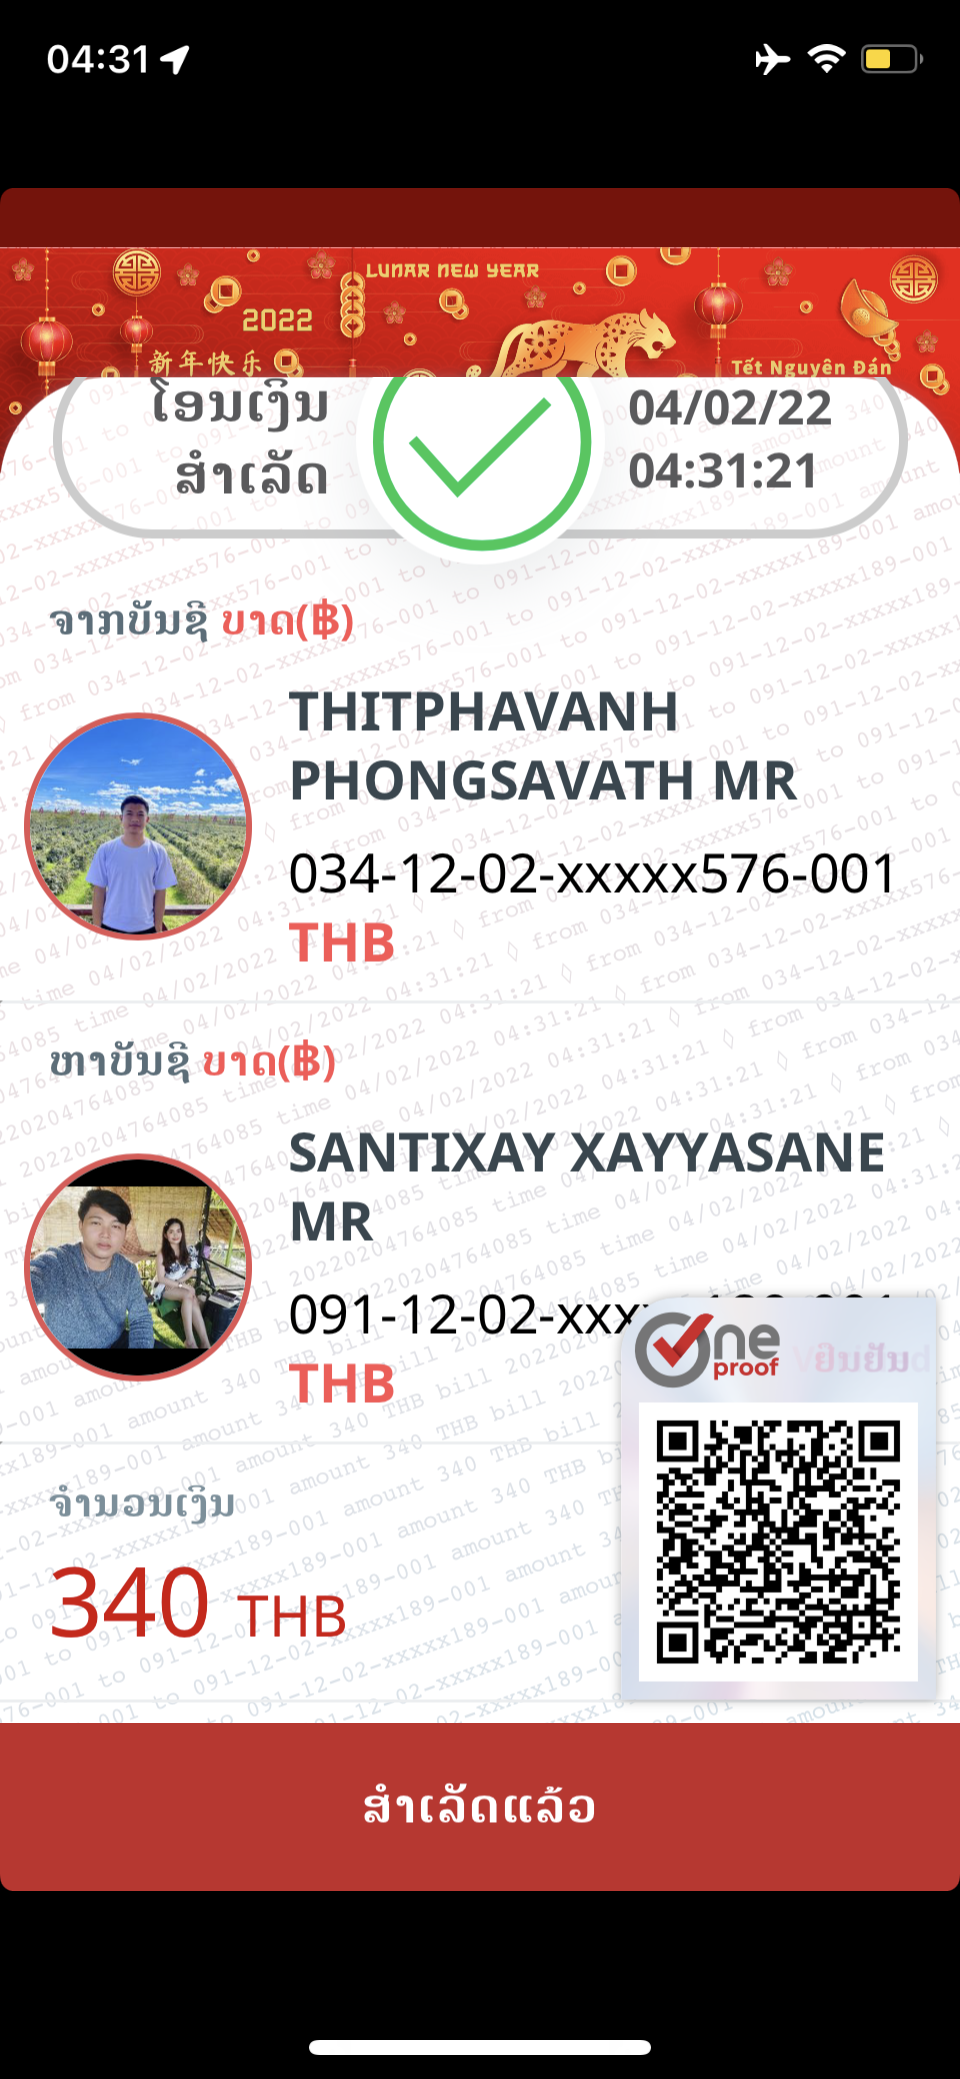 04:31
LUNAR NEW YEAR
2022
新年快乐
Tết Nguyên Đán
ໂອນເງິນ
ສຳເລັດ
04/02/22
04:31:21
ຈາກບັນຊີ ບາດ(฿)
THITPHAVANH
PHONGSAVATH MR
034-12-02-xxxxx576-001
THB
ຫາບັນຊີ ບາດ(฿)
SANTIXAY XAYYASANE
MR
091-12-02-xxx
THB
One
proof
ຢືນຢັນ
ຈຳນວນເງິນ
340 THB
ສຳເລັດແລ້ວ